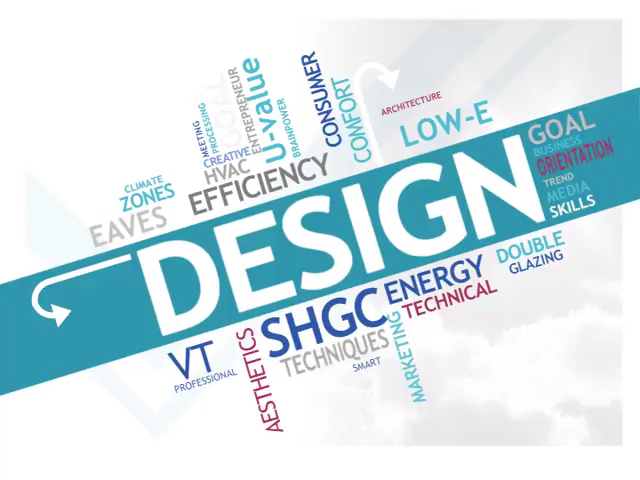 MEETING
PROCESSING
GOAL
ENTREPRENEUR
U-value
BRAINPOWER
CONSUMER
COMFORT
ARCHITECTURE
LOW-E
CREATIVE
HVAC
EFFICIENCY
CLIMATE
ZONES
EAVES
GOAL
BUSINESS
ORIENTATION
TREND
MEDIA
SKILLS
DESIGN
DOUBLE
GLAZING
ENERGY
TECHNICAL
SHGC
TECHNIQUES
SMART
MARKETING
AESTHETICS
VT
PROFESSIONAL